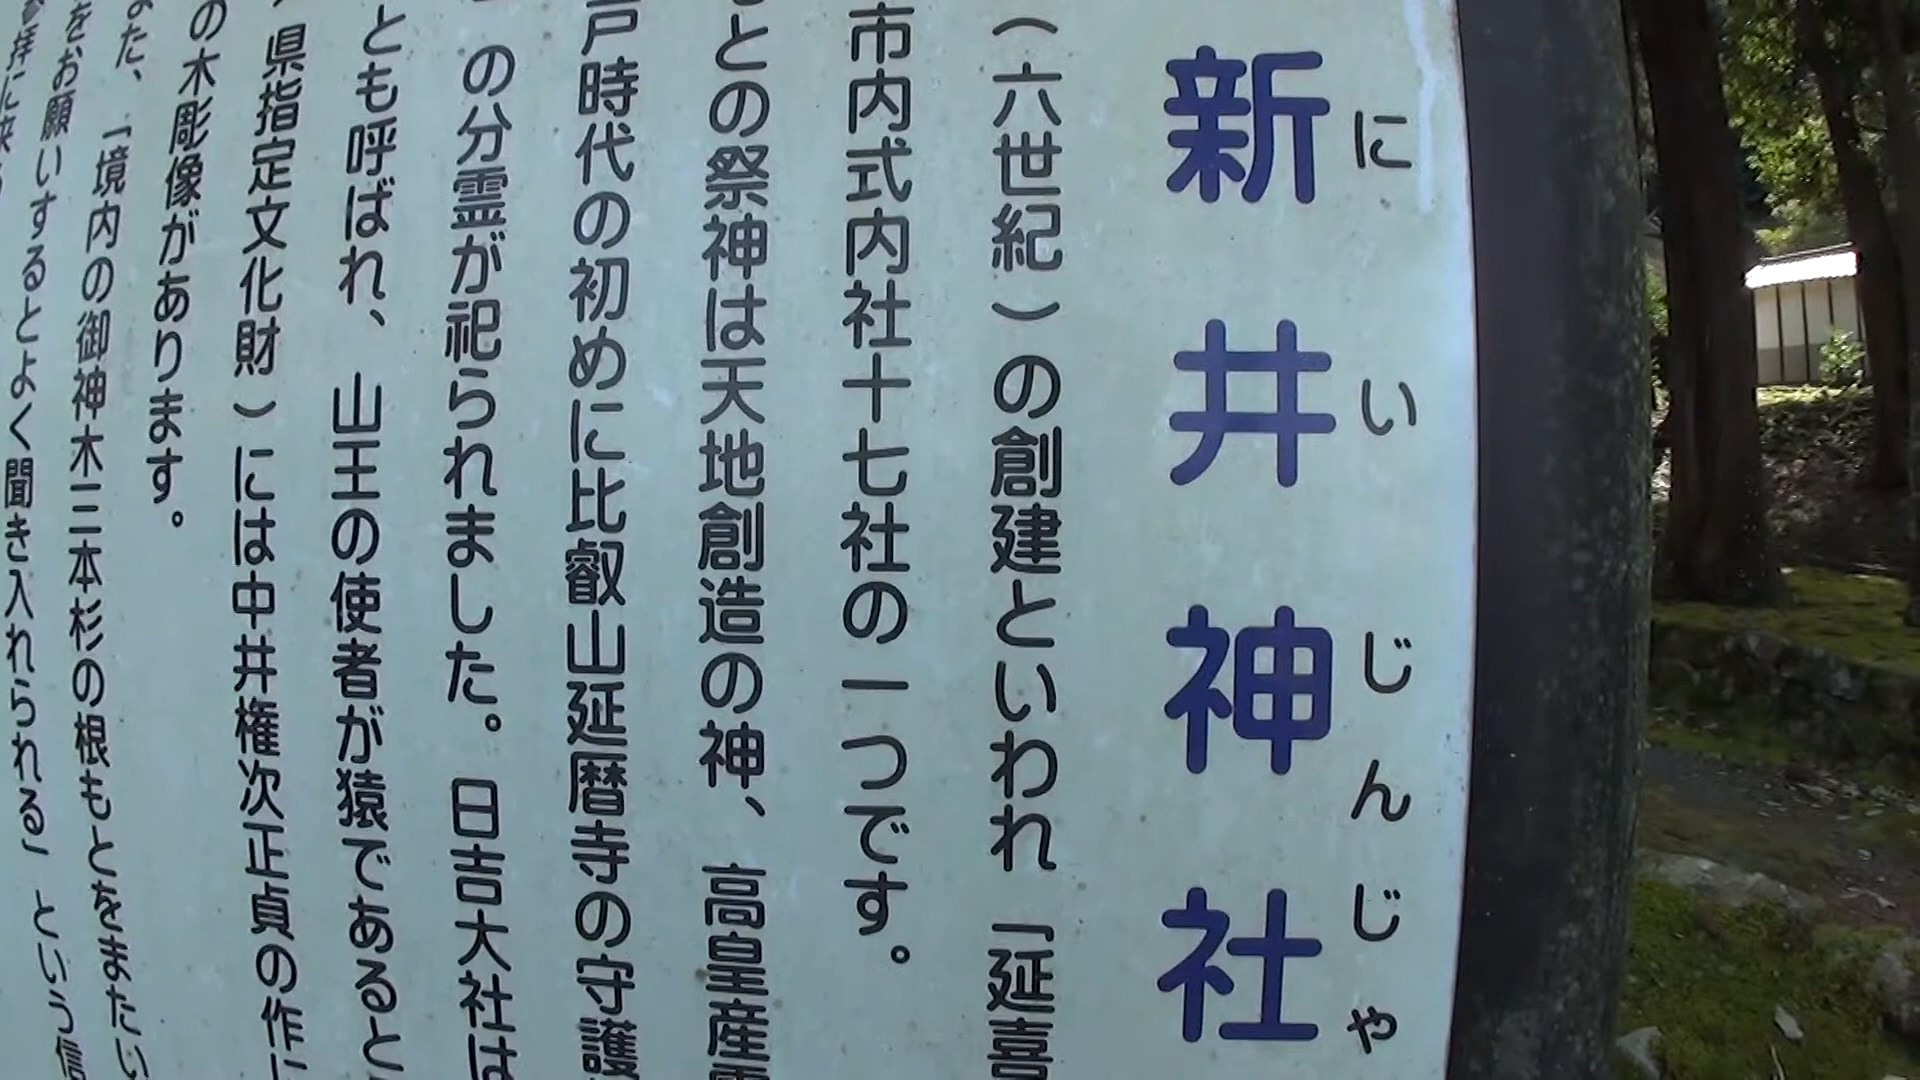 新井神社
にいじんじゃ
（六世紀）の創建といわれ「延喜
市内式内社十七社の一つです。
との祭神は天地創造の神、高皇産
戸時代の初めに比叡山延暦寺の守護
の分霊が祀られました。日吉大社は
とも呼ばれ、山王の使者が猿であると
県指定文化財）には中井権次正貞の作
の木彫像があります。
た、「境内の御神木三本杉の根もとをまたい
をお願いするとよく聞き入れられる」という信
参拝に